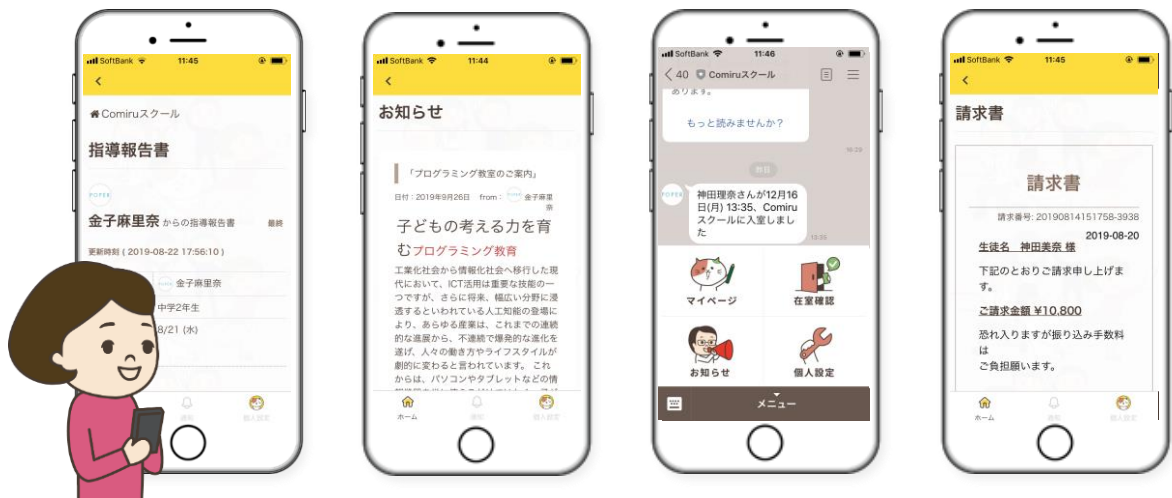 SoftBank 11:45
Comiruスクール
指導報告書
POPER
金子麻里奈 からの指導報告書 最終
更新時刻 ( 2019-08-22 17:56:10 )
金子麻里奈
中学2年生
8/21 (水)
通知
個人設定
SoftBank 11:44
お知らせ
「プログラミング教室のご案内」
日付：2019年9月26日 from： 金子麻里
奈
子どもの考える力を育
むプログラミング教育
工業化社会から情報化社会へ移行した現
代において、ICT活用は重要な技能の一
つですが、さらに将来、幅広い分野に浸
透するといわれている人工知能の登場に
より、あらゆる産業は、これまでの連続
的な進展から、不連続で爆発的な進化を
遂げ、人々の働き方やライフスタイルが
劇的に変わると言われています。 これ
からは、パソコンやタブレットなどの情
ホーム
通知
個人設定
SoftBank 11:46
40 Comiruスクール
あります。
もっと読みませんか？
16:29
昨日
POPER
神田理奈さんが12月16
日(月) 13:35、Comiru
スクールに入室しまし
た
13:35
マイページ
在室確認
お知らせ
個人設定
メニュー
SoftBank 11:45
請求書
請求書
請求番号: 20190814151758-3938
2019-08-20
生徒名 神田美奈 様
下記のとおりご請求申し上げま
す。
ご請求金額 ¥10,800
恐れ入りますが振り込み手数料
は
ご負担願います。
ホーム
通知
個人設定